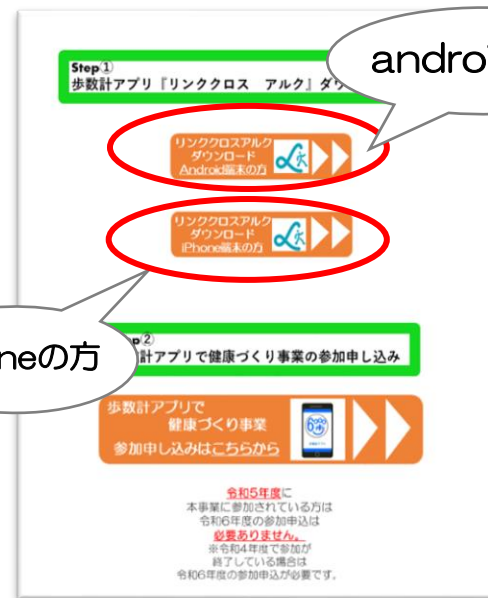 Step①
歩数計アプリ『リンククロス　アルク』ダウ
androi
リンククロスアルク
ダウンロード
Android端末の方
リンククロスアルク
ダウンロード
iPhone端末の方
neの方
p②
計アプリで健康づくり事業の参加申し込み
歩数計アプリで
健康づくり事業
参加申し込みはこちらから
令和5年度に
本事業に参加されている方は
令和6年度の参加申込は
必要ありません。
※令和4年度で参加が
終了している場合は
令和6年度の参加申込が必要です。